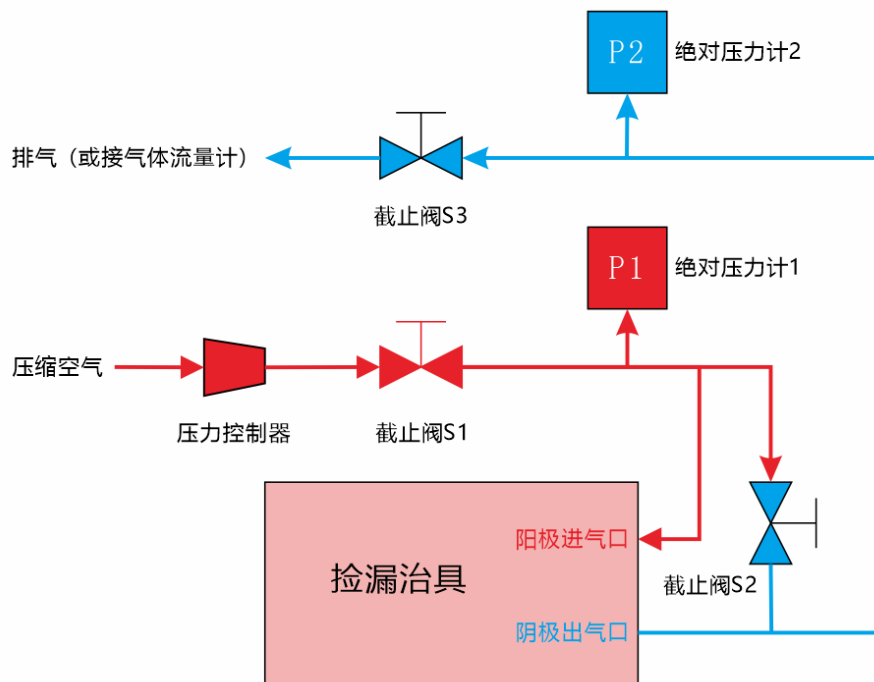 P2
绝对压力计2
排气（或接气体流量计）
截止阀S3
P1
绝对压力计1
压缩空气
压力控制器
截止阀S1
阳极进气口
捡漏治具
截止阀S2
阴极出气口